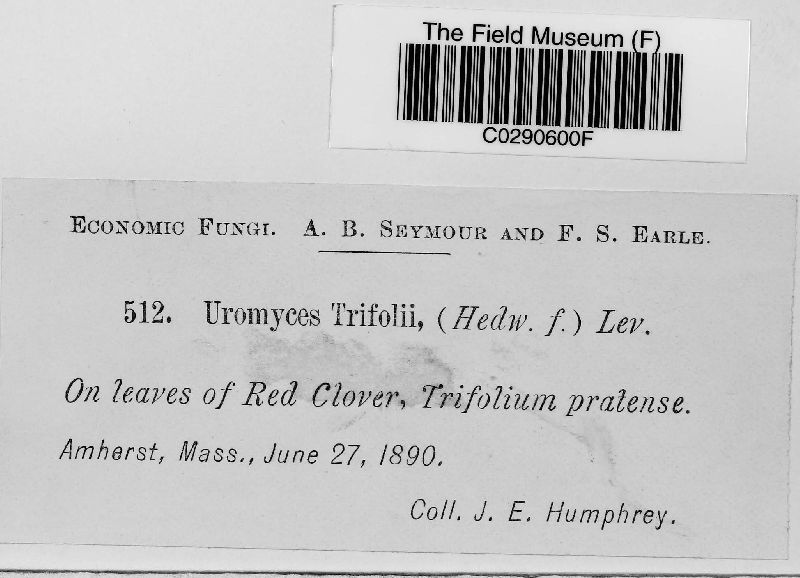 The Field Museum (F)
C0290600F
Economic Fungi. A. B. Seymour and F. S. Earle.
512. Uromyces Trifolii, (Hedw. f.) Lev.
On leaves of Red Clover, Trifolium pratense.
Amherst, Mass., June 27, 1890.
Coll. J. E. Humphrey.